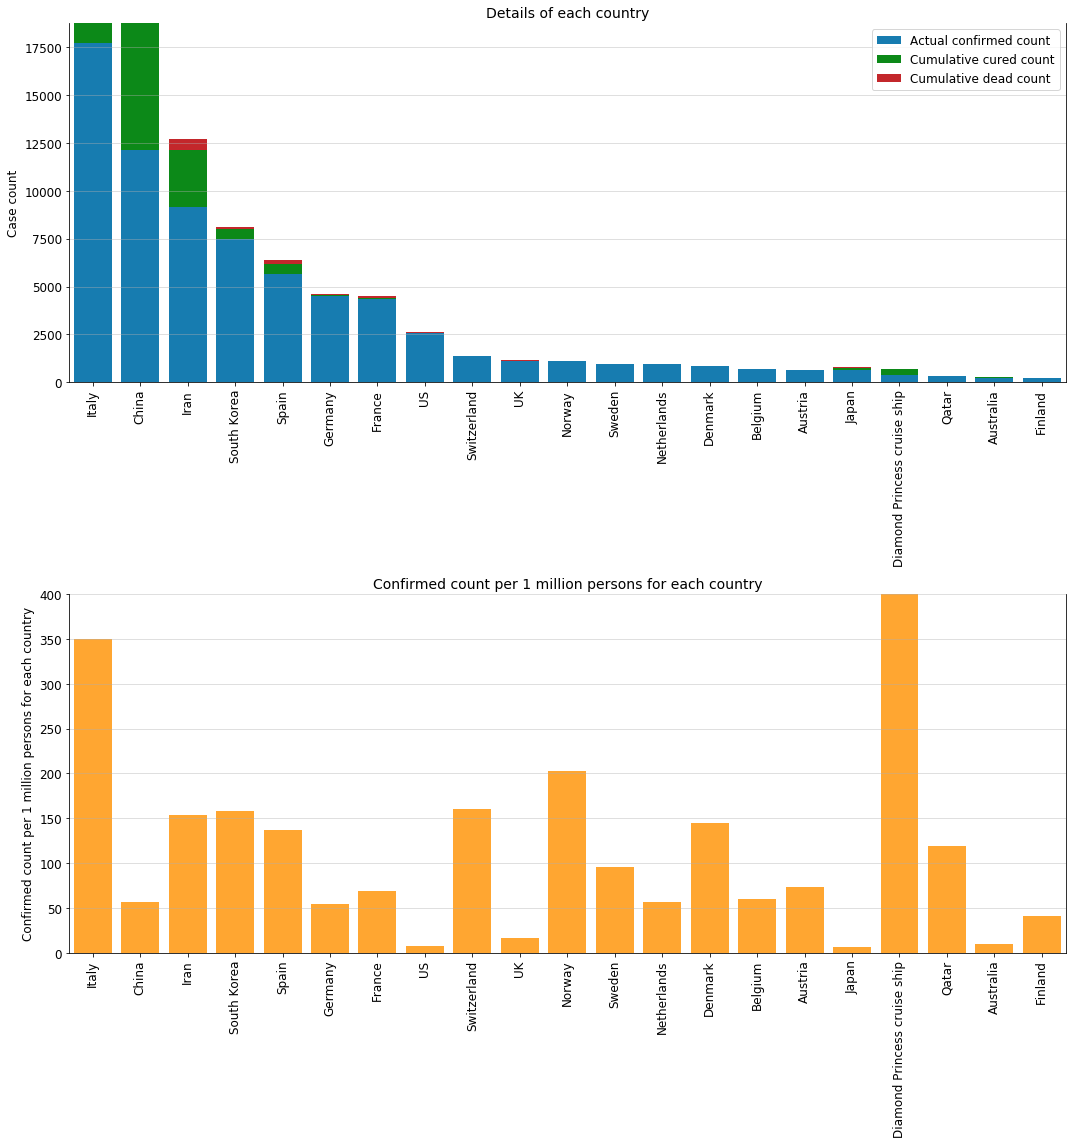 Details of each country
Case count
17500
15000
12500
10000
7500
5000
2500
0
Actual confirmed count
Cumulative cured count
Cumulative dead count
Italy
China
Iran
South Korea
Spain
Germany
France
US
Switzerland
UK
Norway
Sweden
Netherlands
Denmark
Belgium
Austria
Japan
Diamond Princess cruise ship
Qatar
Australia
Finland
Confirmed count per 1 million persons for each country
Confirmed count per 1 million persons for each country
400
350
300
250
200
150
100
50
0
Italy
China
Iran
South Korea
Spain
Germany
France
US
Switzerland
UK
Norway
Sweden
Netherlands
Denmark
Belgium
Austria
Japan
Diamond Princess cruise ship
Qatar
Australia
Finland